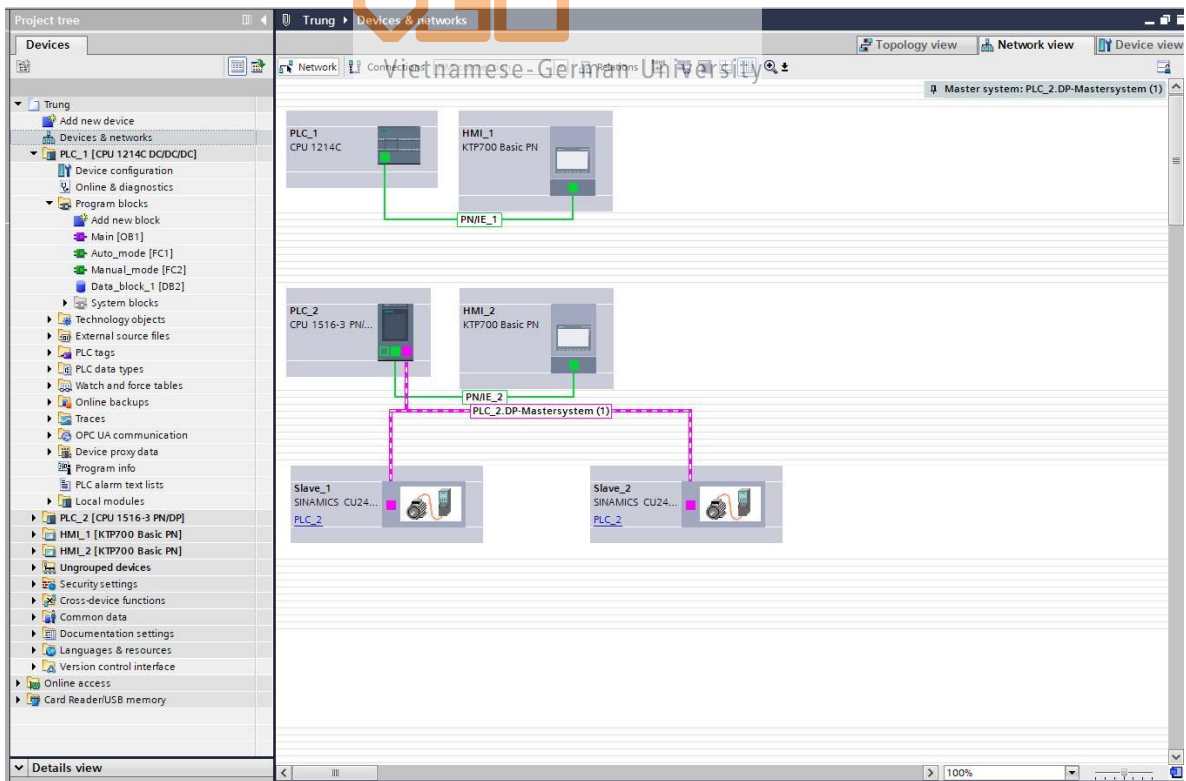 Project tree
Devices
Trung
Add new device
Devices & networks
PLC_1 [CPU 1214C DC/DC/DC]
Device configuration
Online & diagnostics
Program blocks
Add new block
Main [OB1]
Auto_mode [FC1]
Manual_mode [FC2]
Data_block_1 [DB2]
System blocks
Technology objects
External source files
PLC tags
PLC data types
Watch and force tables
Online backups
Traces
OPC UA communication
Device proxy data
Program info
PLC alarm text lists
Local modules
PLC_2 [CPU 1516-3 PN/DP]
HMI_1 [KTP700 Basic PN]
HMI_2 [KTP700 Basic PN]
Ungrouped devices
Security settings
Cross-device functions
Common data
Documentation settings
Languages & resources
Version control interface
Online access
Card Reader/USB memory
Details view
Trung Devices & networks
Topology view Network view Device view
Network Connections Relations
Vietnamese-German University
Master system: PLC_2.DP-Mastersystem (1)
PLC_1
CPU 1214C
HMI_1
KTP700 Basic PN
PN/IE_1
PLC_2
CPU 1516-3 PN/...
HMI_2
KTP700 Basic PN
PN/IE_2
PLC_2.DP-Mastersystem (1)
Slave_1
SINAMICS CU24...
PLC_2
Slave_2
SINAMICS CU24...
PLC_2
100%